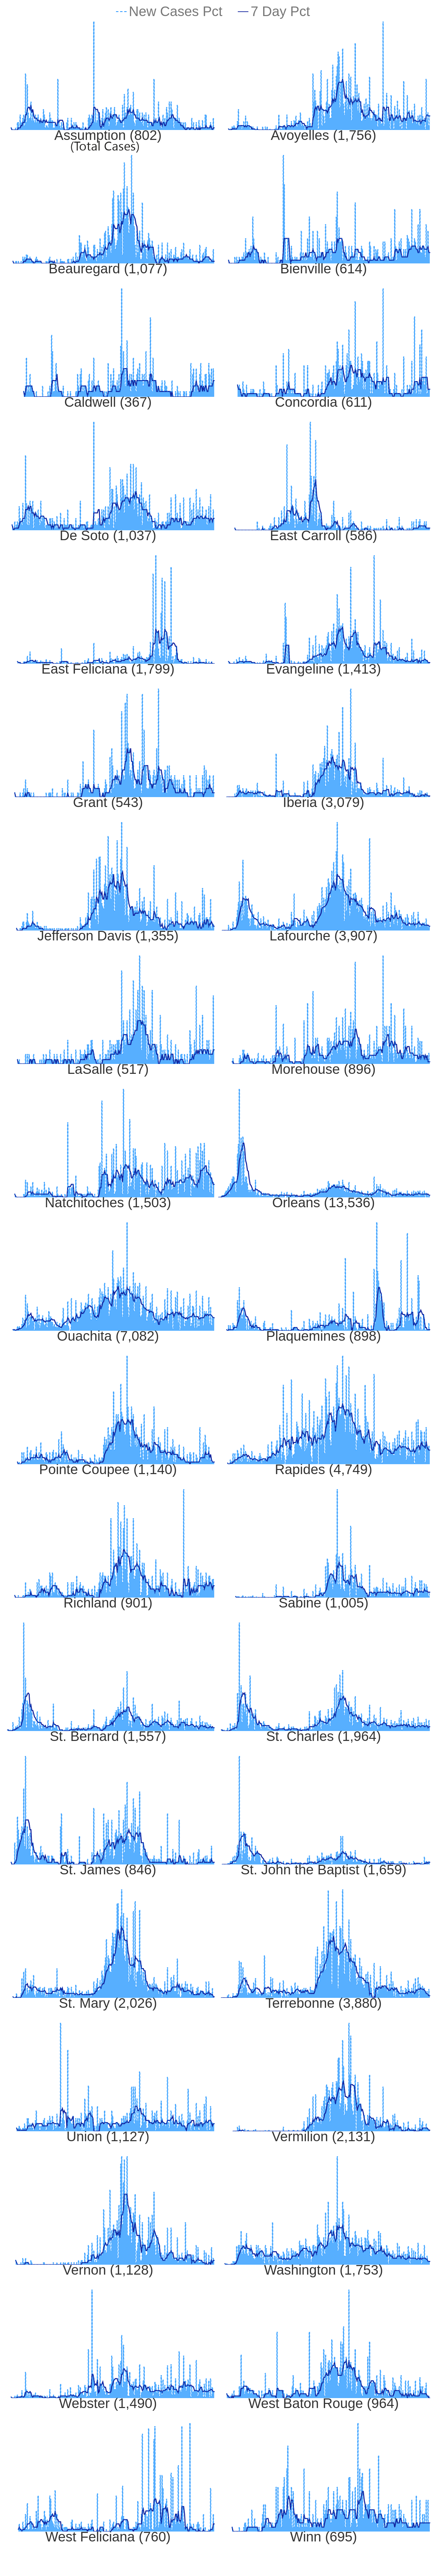 New Cases Pct 7 Day Pct
Assumption (802) Avoyelles (1,756)
(Total Cases)
Beauregard (1,077) Bienville (614)
Caldwell (367) Concordia (611)
De Soto (1,037) East Carroll (586)
East Feliciana (1,799) Evangeline (1,413)
Grant (543) Iberia (3,079)
Jefferson Davis (1,355) Lafourche (3,907)
LaSalle (517) Morehouse (896)
Natchitoches (1,503) Orleans (13,536)
Ouachita (7,082) Plaquemines (898)
Pointe Coupee (1,140) Rapides (4,749)
Richland (901) Sabine (1,005)
St. Bernard (1,557) St. Charles (1,964)
St. James (846) St. John the Baptist (1,659)
St. Mary (2,026) Terrebonne (3,880)
Union (1,127) Vermilion (2,131)
Vernon (1,128) Washington (1,753)
Webster (1,490) West Baton Rouge (964)
West Feliciana (760) Winn (695)